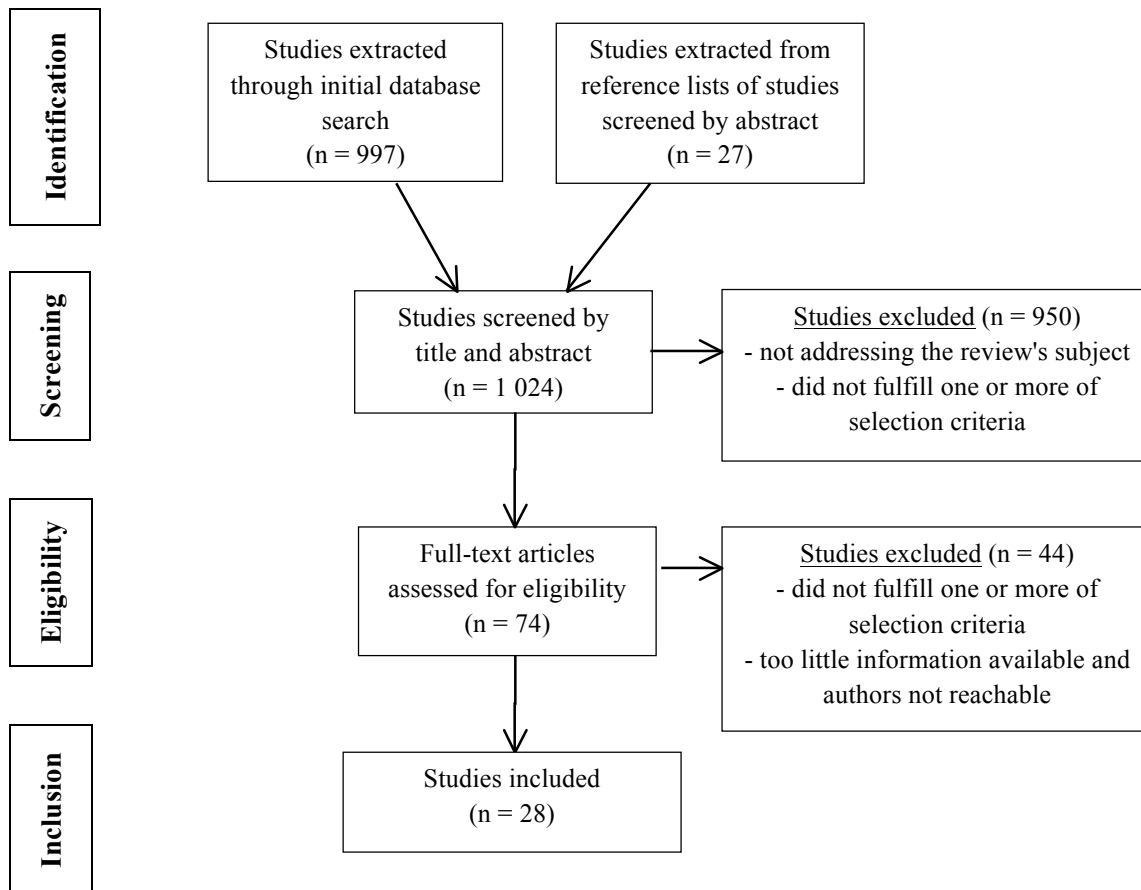 Identification
Studies extracted
through initial database
search
(n = 997)
Studies extracted from
reference lists of studies
screened by abstract
(n = 27)
Screening
Studies screened by
title and abstract
(n = 1 024)
Studies excluded (n = 950)
- not addressing the review's subject
- did not fulfill one or more of
selection criteria
Eligibility
Full-text articles
assessed for eligibility
(n = 74)
Studies excluded (n = 44)
- did not fulfill one or more of
selection criteria
- too little information available and
authors not reachable
Inclusion
Studies included
(n = 28)